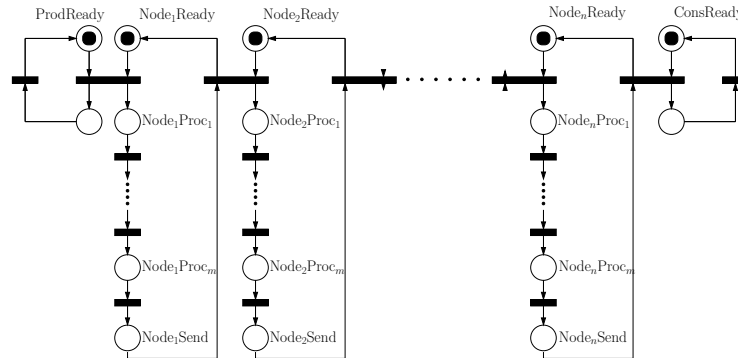 ProdReady Node₁Ready Node₂Ready NodeₙReady ConsReady
Node₁Proc₁ Node₂Proc₁ NodeₙProc₁
Node₁Procₘ Node₂Procₘ NodeₙProcₘ
Node₁Send Node₂Send NodeₙSend